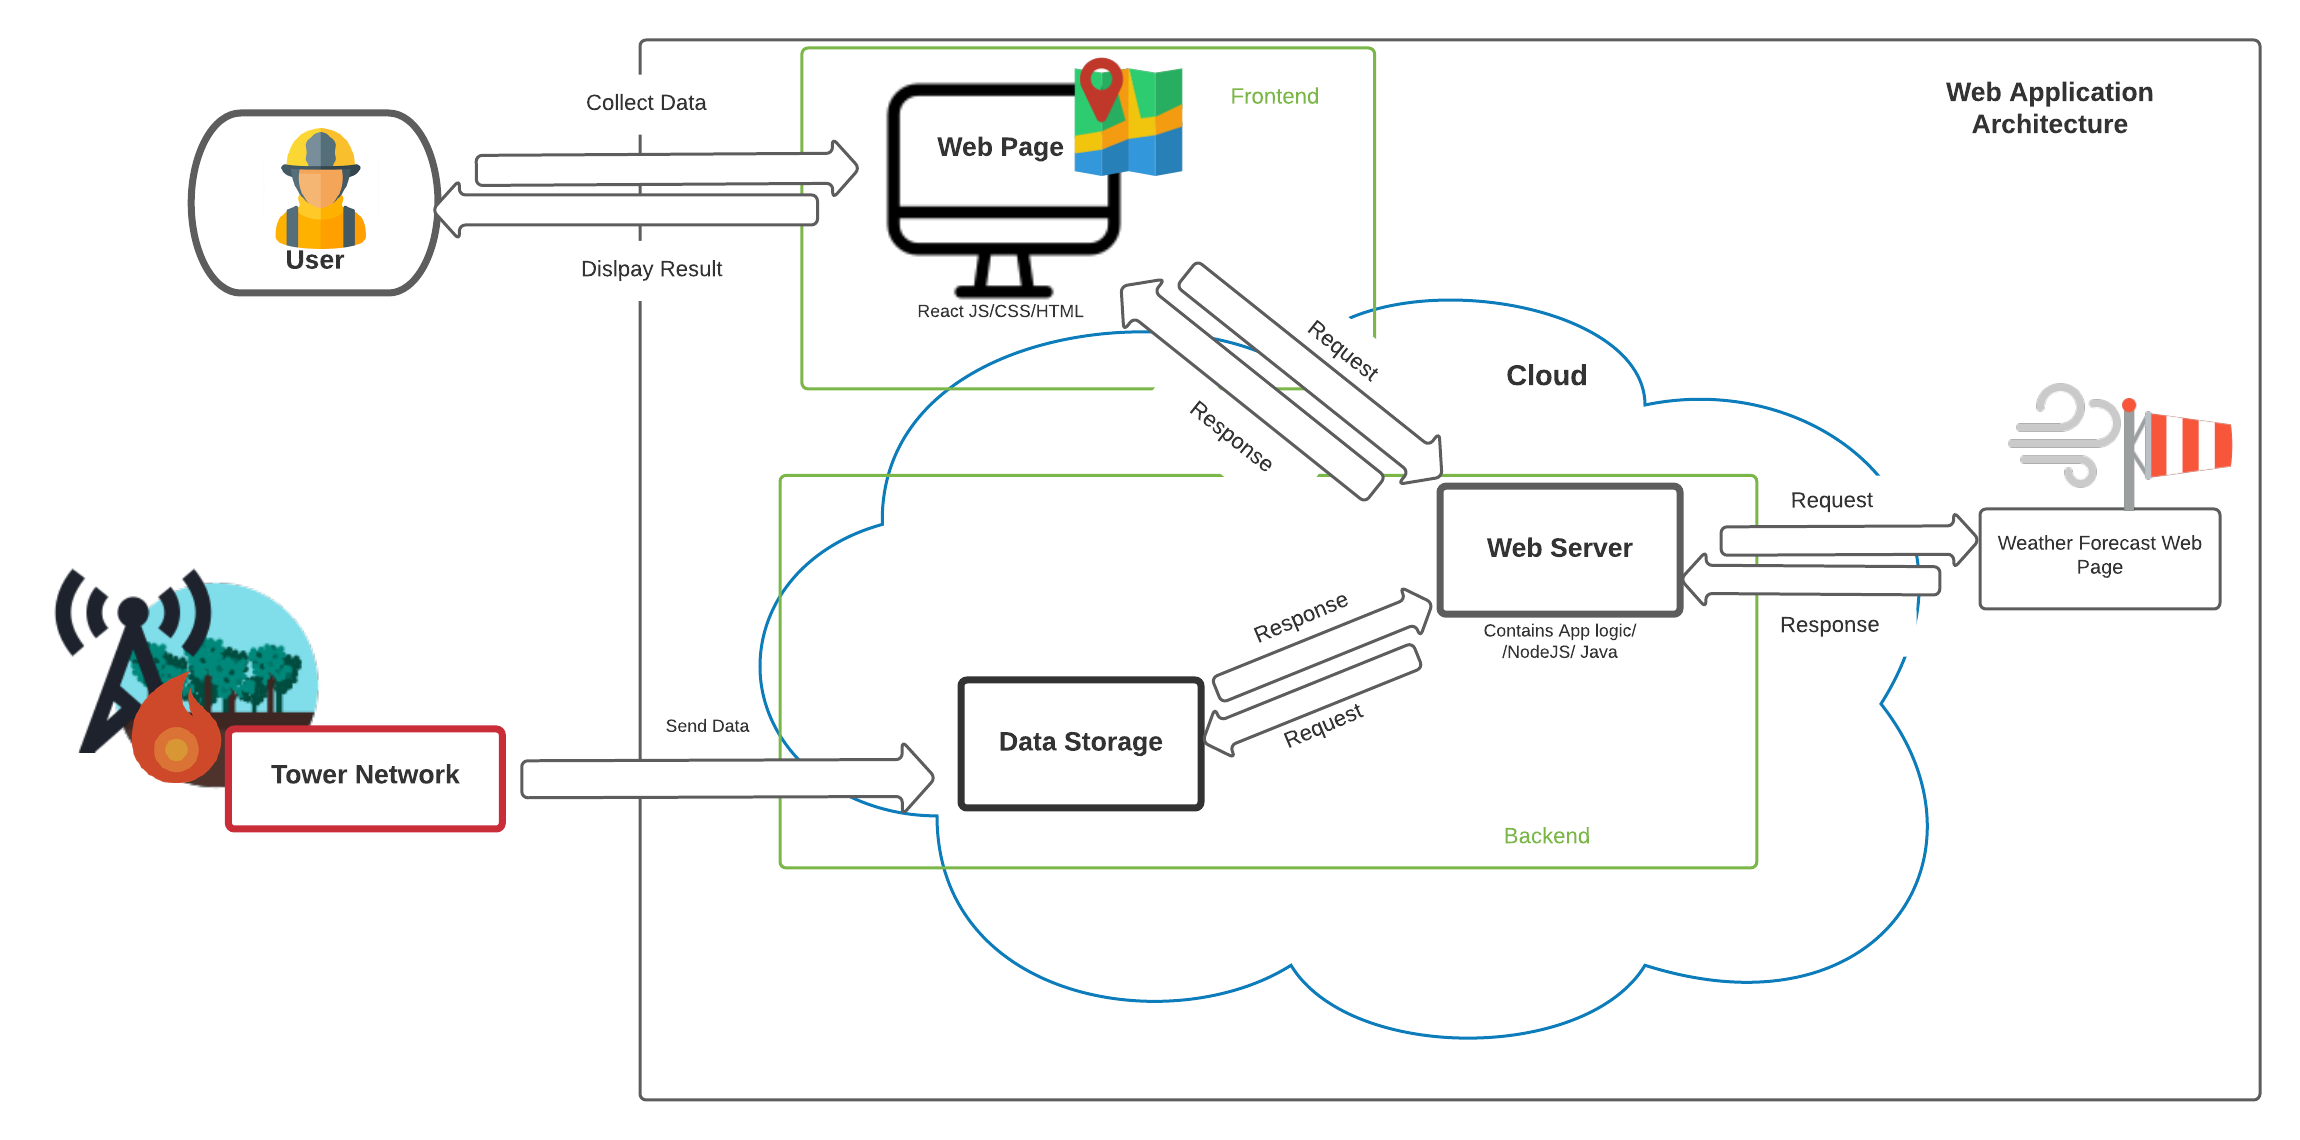 Web Application
Architecture
Frontend
Collect Data
Web Page
User
Dislpay Result
React JS/CSS/HTML
Request
Response
Cloud
Request
Weather Forecast Web
Page
Response
Web Server
Contains App logic/
/NodeJS/ Java
Response
Request
Send Data
Data Storage
Tower Network
Backend